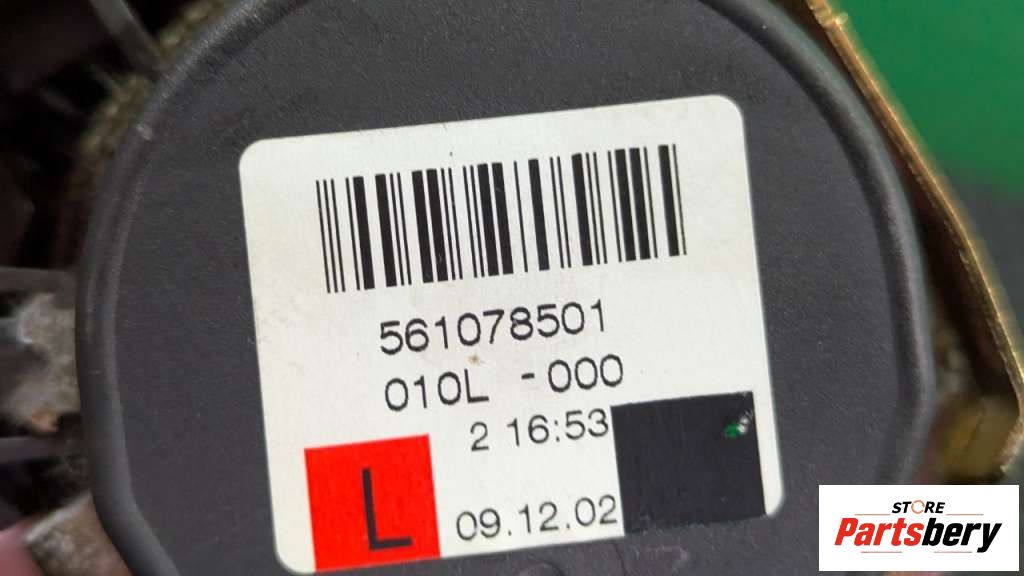 561078501
010L -000
2 16:53
L
09.12.02
STORE
Partsbery